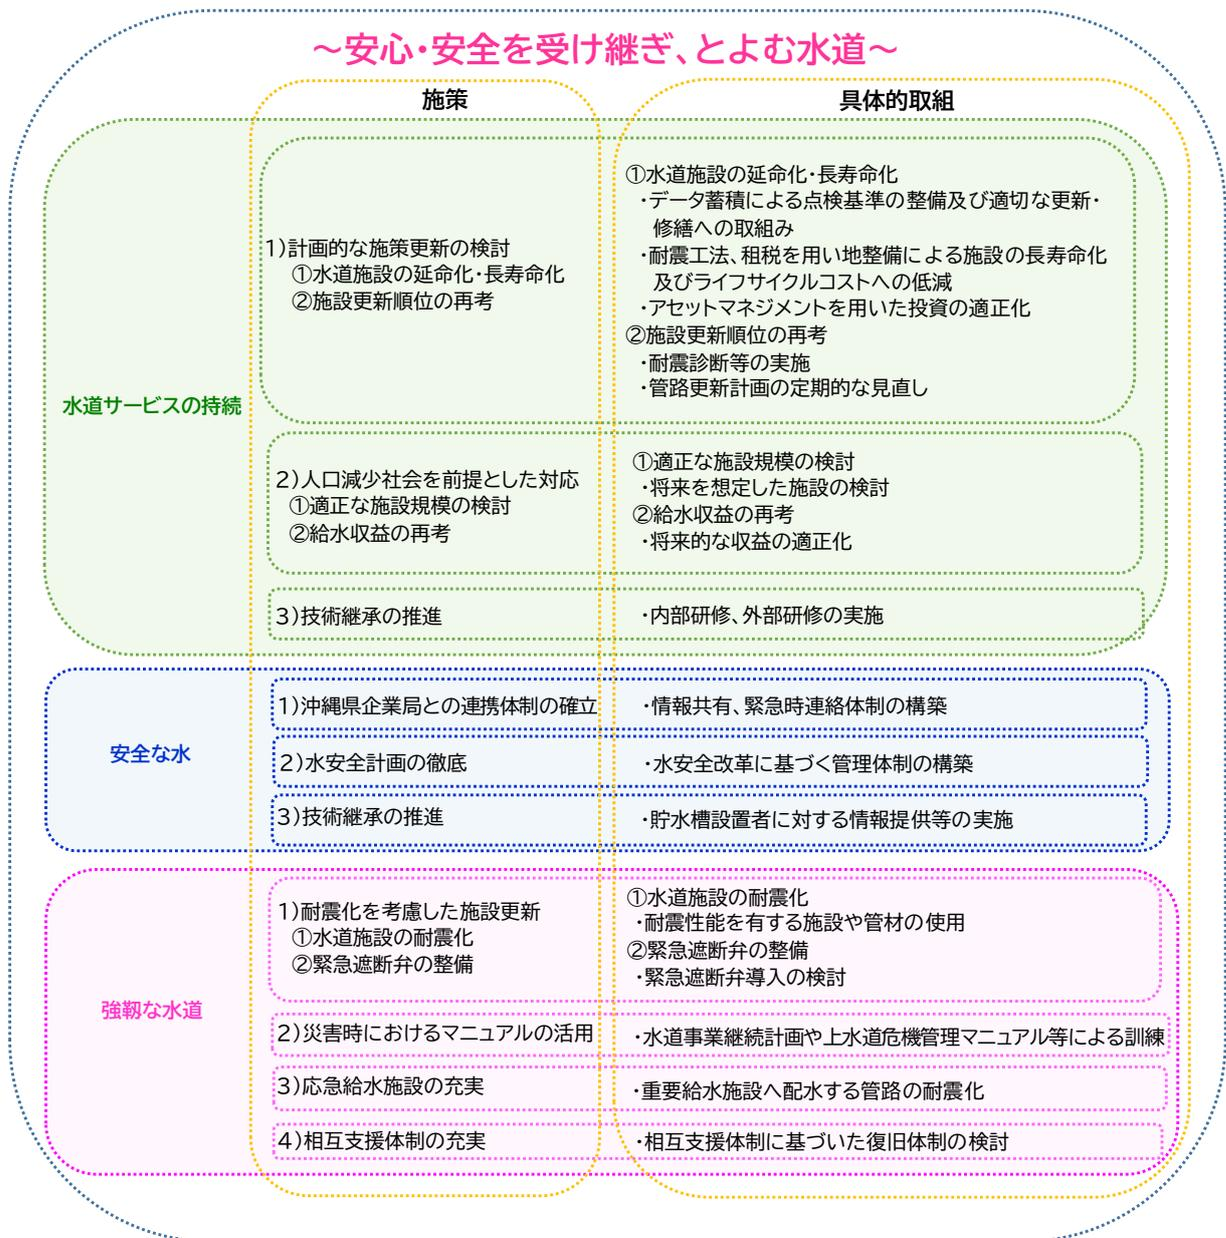 ～安心・安全を受け継ぎ、とよむ水道～
施策
具体的取組
水道サービスの持続
1）計画的な施策更新の検討
①水道施設の延命化・長寿命化
②施設更新順位の再考
①水道施設の延命化・長寿命化
・データ蓄積による点検基準の整備及び適切な更新・
修繕への取組み
・耐震工法、租税を用い地整備による施設の長寿命化
及びライフサイクルコストへの低減
・アセットマネジメントを用いた投資の適正化
②施設更新順位の再考
・耐震診断等の実施
・管路更新計画の定期的な見直し
2）人口減少社会を前提とした対応
①適正な施設規模の検討
②給水収益の再考
①適正な施設規模の検討
・将来を想定した施設の検討
②給水収益の再考
・将来的な収益の適正化
3）技術継承の推進
・内部研修、外部研修の実施
安全な水
1）沖縄県企業局との連携体制の確立
・情報共有、緊急時連絡体制の構築
2）水安全計画の徹底
・水安全改革に基づく管理体制の構築
3）技術継承の推進
・貯水槽設置者に対する情報提供等の実施
強靱な水道
1）耐震化を考慮した施設更新
①水道施設の耐震化
②緊急遮断弁の整備
①水道施設の耐震化
・耐震性能を有する施設や管材の使用
②緊急遮断弁の整備
・緊急遮断弁導入の検討
2）災害時におけるマニュアルの活用
・水道事業継続計画や上水道危機管理マニュアル等による訓練
3）応急給水施設の充実
・重要給水施設へ配水する管路の耐震化
4）相互支援体制の充実
・相互支援体制に基づいた復旧体制の検討